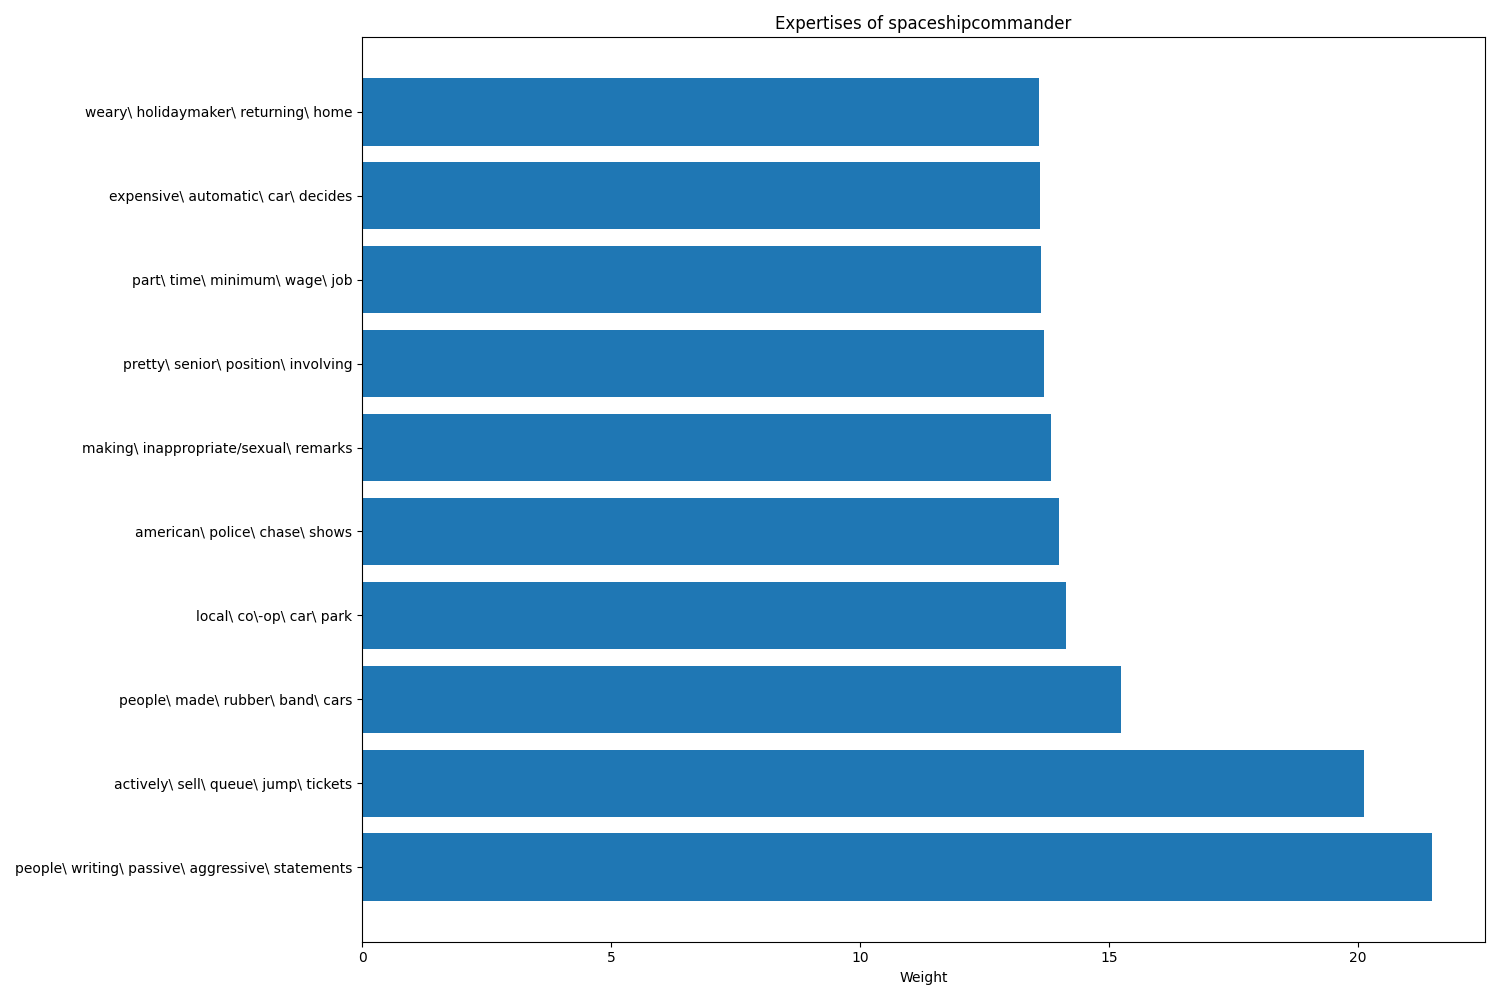 Expertises of spaceshipcommander
weary\ holidaymaker\ returning\ home
expensive\ automatic\ car\ decides
part\ time\ minimum\ wage\ job
pretty\ senior\ position\ involving
making\ inappropriate/sexual\ remarks
american\ police\ chase\ shows
local\ co\-op\ car\ park
people\ made\ rubber\ band\ cars
actively\ sell\ queue\ jump\ tickets
people\ writing\ passive\ aggressive\ statements
0 5 10 15 20
Weight